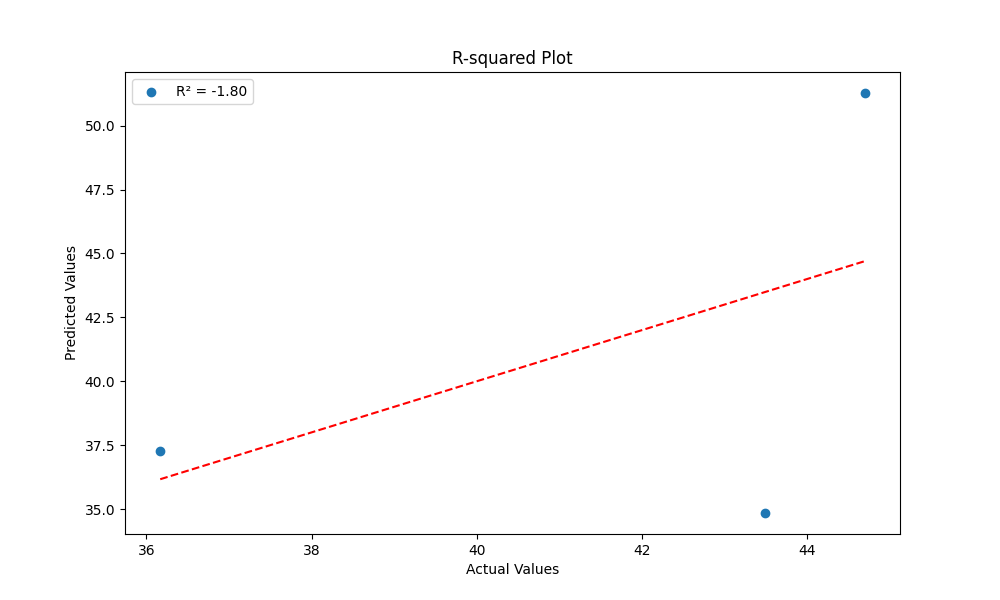 R-squared Plot
R² = -1.80
50.0
47.5
45.0
42.5
40.0
37.5
35.0
Predicted Values
36 38 40 42 44
Actual Values